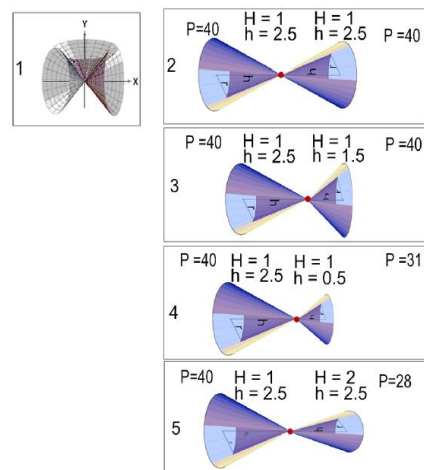 1
Y
X
P=40 H = 1 H = 1 P =40
h = 2.5 h = 2.5
2
h
h
P =40 H = 1 H = 1 P =40
h = 2.5 h = 1.5
3
h
h
P =40 H = 1 H = 1 P =31
h = 2.5 h = 0.5
4
h
P=40 H = 1 H = 2 P=28
h = 2.5 h = 2.5
5
h